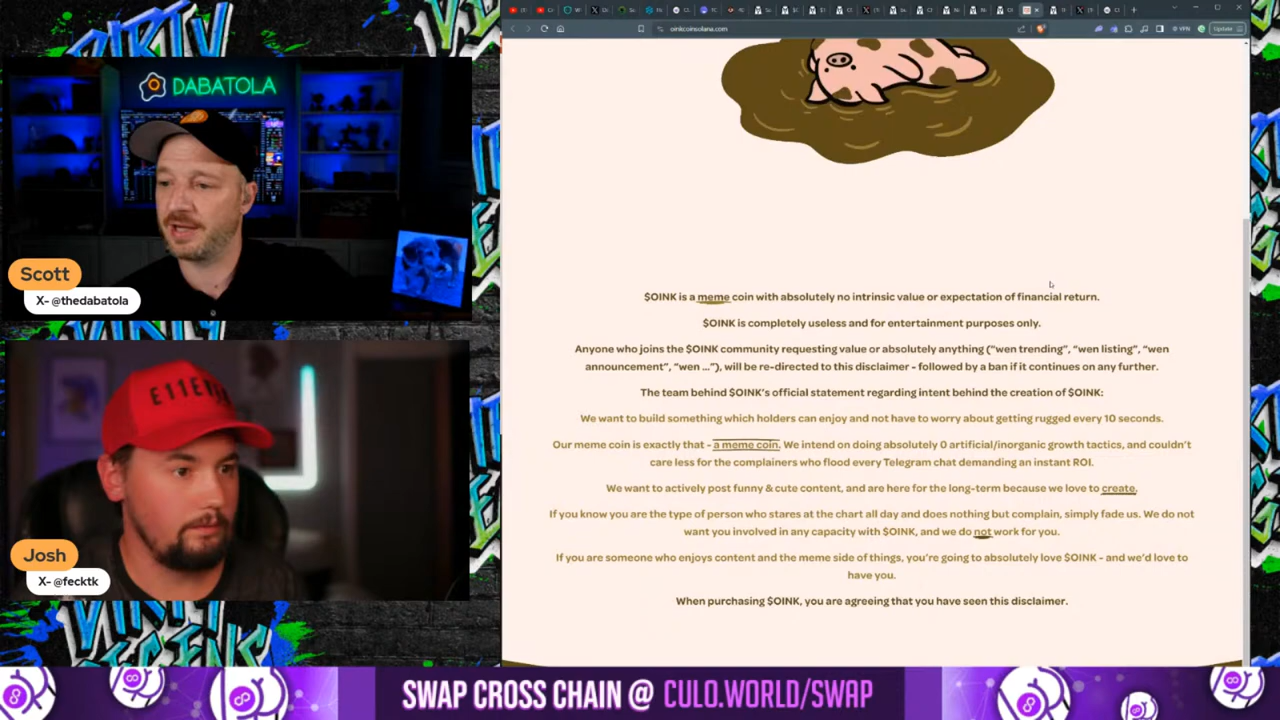 DIRTY
DABATOLA
Scott
X- @thedabatola
E11EVEN
Josh
X- @fecktk
oinkcoinsolana.com
VPN
Update
$OINK is a meme coin with absolutely no intrinsic value or expectation of financial return.
$OINK is completely useless and for entertainment purposes only.
Anyone who joins the $OINK community requesting value or absolutely anything ("wen trending", "wen listing", "wen
announcement", "wen ..."), will be re-directed to this disclaimer - followed by a ban if it continues on any further.
The team behind $OINK's official statement regarding intent behind the creation of $OINK:
We want to build something which holders can enjoy and not have to worry about getting rugged every 10 seconds.
Our meme coin is exactly that - a meme coin. We intend on doing absolutely 0 artificial/inorganic growth tactics, and couldn't
care less for the complainers who flood every Telegram chat demanding an instant ROI.
We want to actively post funny & cute content, and are here for the long-term because we love to create.
If you know you are the type of person who stares at the chart all day and does nothing but complain, simply fade us. We do not
want you involved in any capacity with $OINK, and we do not work for you.
If you are someone who enjoys content and the meme side of things, you're going to absolutely love $OINK - and we'd love to
have you.
When purchasing $OINK, you are agreeing that you have seen this disclaimer.
SWAP CROSS CHAIN @ CULO.WORLD/SWAP